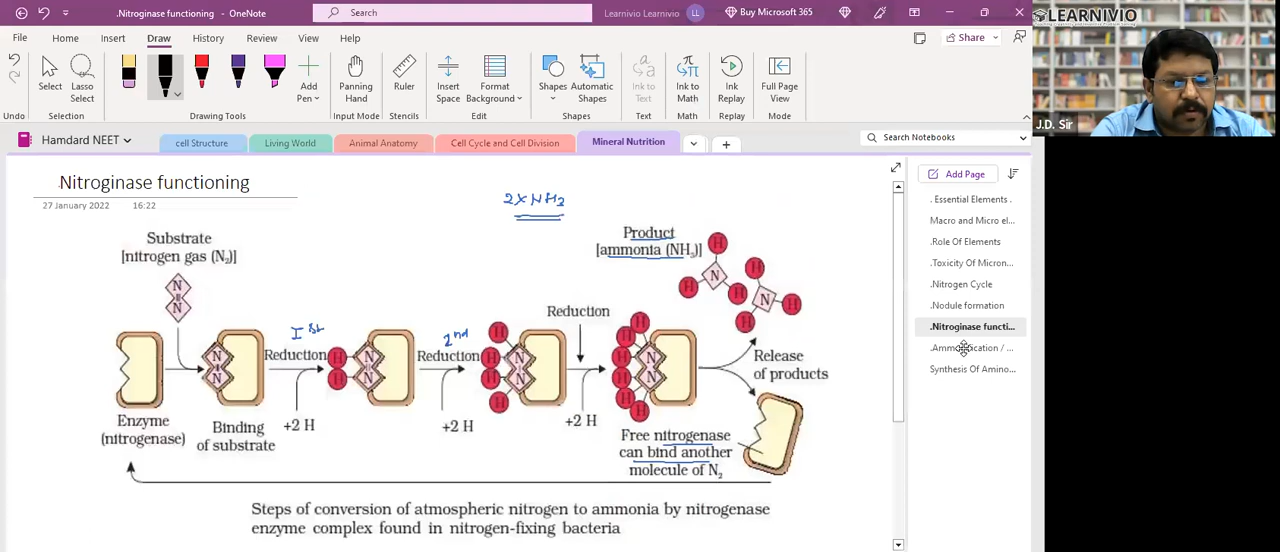 .Nitroginase functioning - OneNote
Search
Learnivio Learnivio
LL
Buy Microsoft 365
LEARNIVIO
File
Home
Insert
Draw
History
Review
View
Help
Share
Undo
Select
Lasso
Select
Add
Pen
Panning
Hand
Ruler
Insert
Space
Format
Background
Shapes
Automatic
Shapes
Ink to
Text
Ink to
Math
Ink
Replay
Full Page
View
Undo
Selection
Drawing Tools
Input Mode
Stencils
Edit
Shapes
Text
Math
Replay
Mode
J.D. Sir
Hamdard NEET
cell Structure
Living World
Animal Anatomy
Cell Cycle and Cell Division
Mineral Nutrition
+
Search Notebooks
.Nitroginase functioning
27 January 2022
16:22
Add Page
. Essential Elements .
Macro and Micro el...
.Role Of Elements
.Toxicity Of Micron...
.Nitrogen Cycle
.Nodule formation
.Nitroginase functi...
Synthesis Of Amino...
2 x NH3
Substrate
[nitrogen gas (N2)]
Product
[ammonia (NH3)]
N
N
H
N
H
H
H
H
N
H
H
Reduction
Ist
Reduction
2nd
Reduction
N
N
H
H
N
N
H
H
H
H
N
N
H
H
H
H
H
H
N
N
Release
of products
+2 H
+2 H
+2 H
Enzyme
(nitrogenase)
Binding
of substrate
Free nitrogenase
can bind another
molecule of N2
Steps of conversion of atmospheric nitrogen to ammonia by nitrogenase
enzyme complex found in nitrogen-fixing bacteria